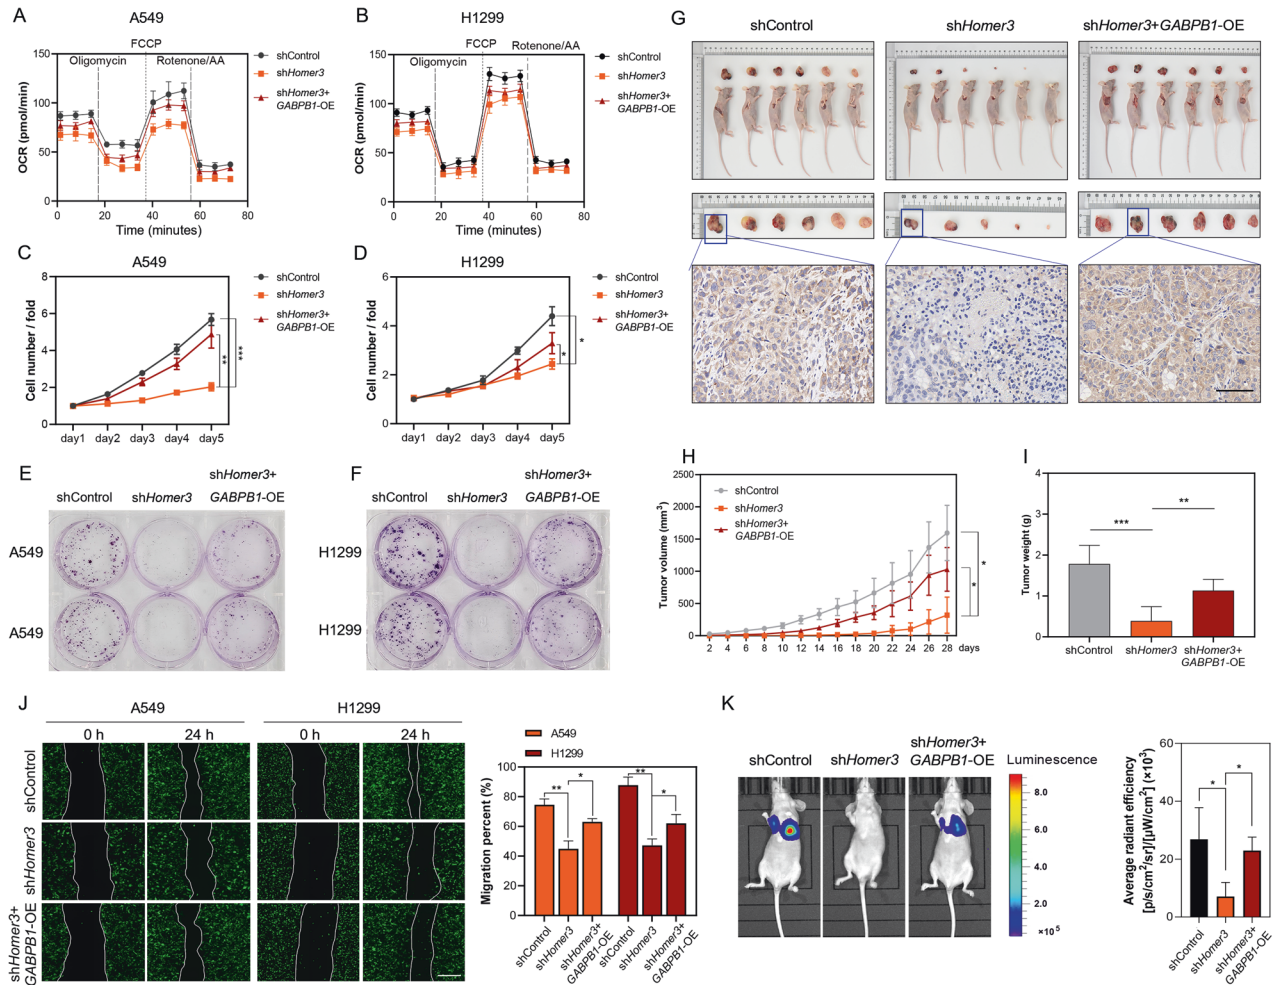 A
A549
FCCP
Oligomycin
Rotenone/AA
OCR (pmol/min)
150
100
50
0
0
20
40
60
80
Time (minutes)
shControl
shHomer3
shHomer3+
GABPB1-OE
B
H1299
FCCP
Rotenone/AA
Oligomycin
OCR (pmol/min)
150
100
50
0
0
20
40
60
80
Time (minutes)
shControl
shHomer3
shHomer3+
GABPB1-OE
C
A549
Cell number / fold
8
6
4
2
0
day1 day2 day3 day4 day5
shControl
shHomer3
shHomer3+
GABPB1-OE
**
***
D
H1299
Cell number / fold
6
4
2
0
day1 day2 day3 day4 day5
shControl
shHomer3
shHomer3+
GABPB1-OE
*
*
E
shControl
shHomer3
shHomer3+
GABPB1-OE
A549
A549
F
shControl
shHomer3
shHomer3+
GABPB1-OE
H1299
H1299
G
shControl
shHomer3
shHomer3+GABPB1-OE
H
Tumor volume (mm3)
2500
2000
1500
1000
500
0
2 4 6 8 10 12 14 16 18 20 22 24 26 28 days
shControl
shHomer3
shHomer3+
GABPB1-OE
*
*
I
Tumor weight (g)
4
3
2
1
0
***
**
shControl
shHomer3
shHomer3+
GABPB1-OE
J
A549
H1299
0 h
24 h
0 h
24 h
shControl
shHomer3
shHomer3+
GABPB1-OE
A549
H1299
Migration percent (%)
100
80
60
40
20
0
**
*
**
*
shControl
shHomer3
shHomer3+
GABPB1-OE
shControl
shHomer3
shHomer3+
GABPB1-OE
K
shControl
shHomer3
shHomer3+
GABPB1-OE
Luminescence
8.0
6.0
4.0
2.0
×10⁵
Average radiant efficiency
[p/s/cm²/sr]/[µW/cm²] (×10³)
60
40
20
0
*
*
shControl
shHomer3
shHomer3+
GABPB1-OE